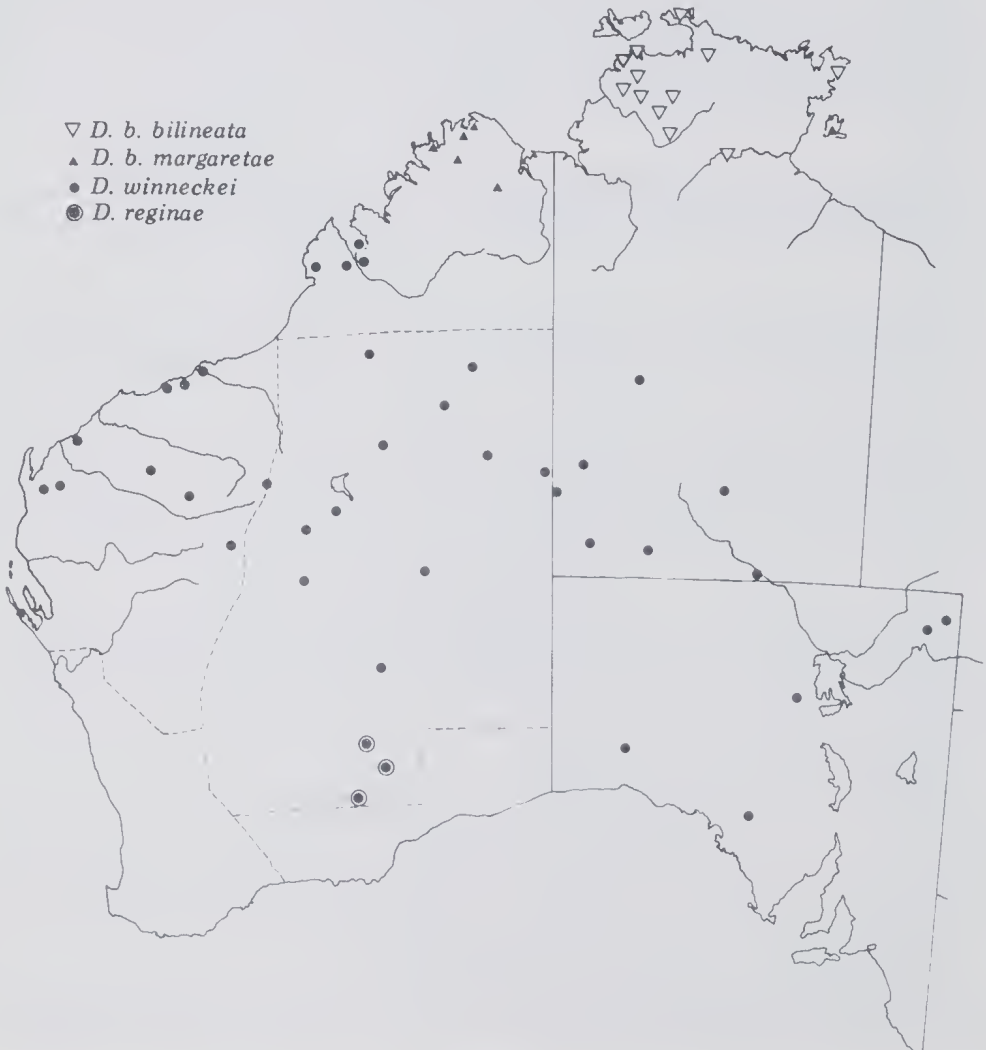 ▽ D. b. bilineata
▲ D. b. margaretae
● D. winneckei
◉ D. reginae